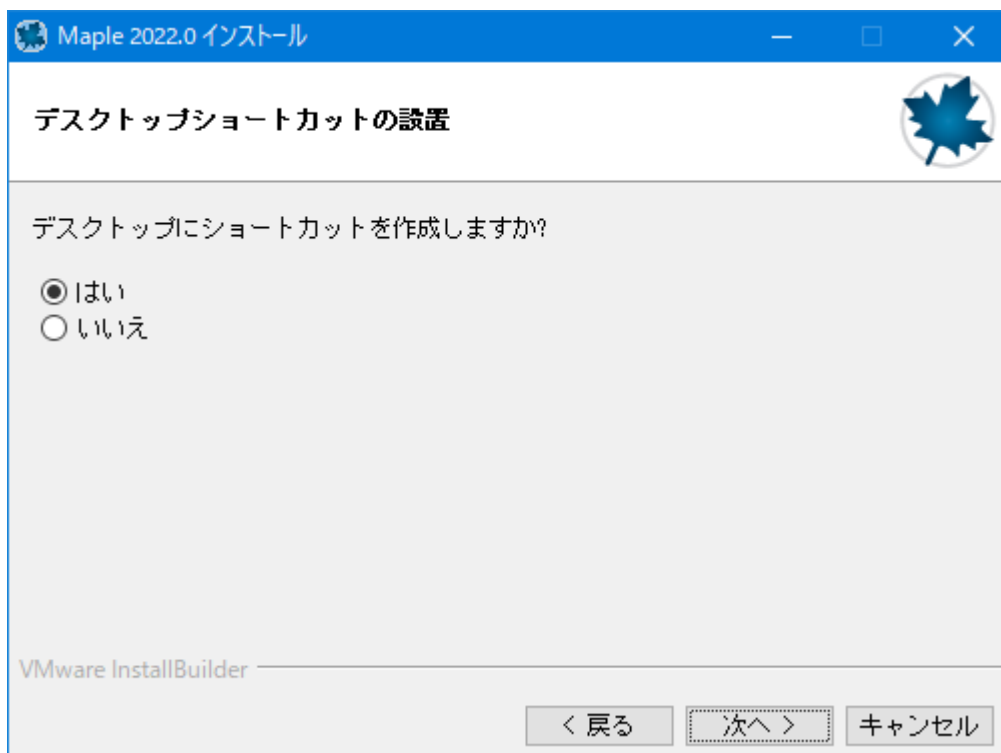 Maple 2022.0 インストール
デスクトップショートカットの設置
デスクトップにショートカットを作成しますか?
はい
いいえ
VMware InstallBuilder
< 戻る
次へ >
キャンセル